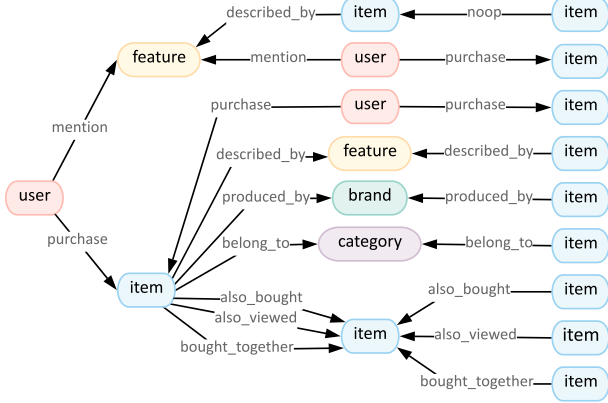 described_by item noop item
feature mention user purchase item
purchase user purchase item
mention
described_by feature described_by item
user produced_by brand produced_by item
purchase belong_to category belong_to item
item also_bought also_bought item
also_viewed item also_viewed item
bought_together
bought_together item